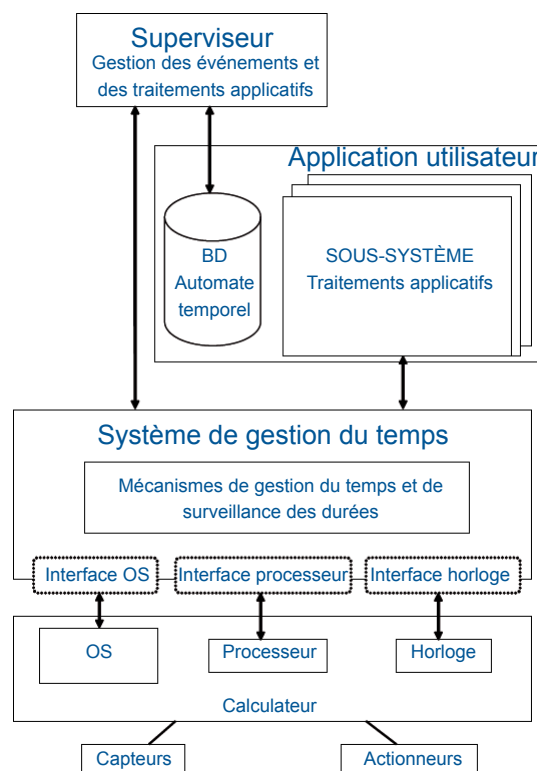 Superviseur
Gestion des événements et
des traitements applicatifs
Application utilisateur
BD
Automate
temporel
SOUS-SYSTÈME
Traitements applicatifs
Système de gestion du temps
Mécanismes de gestion du temps et de
surveillance des durées
Interface OS
Interface processeur
Interface horloge
OS
Processeur
Horloge
Calculateur
Capteurs
Actionneurs